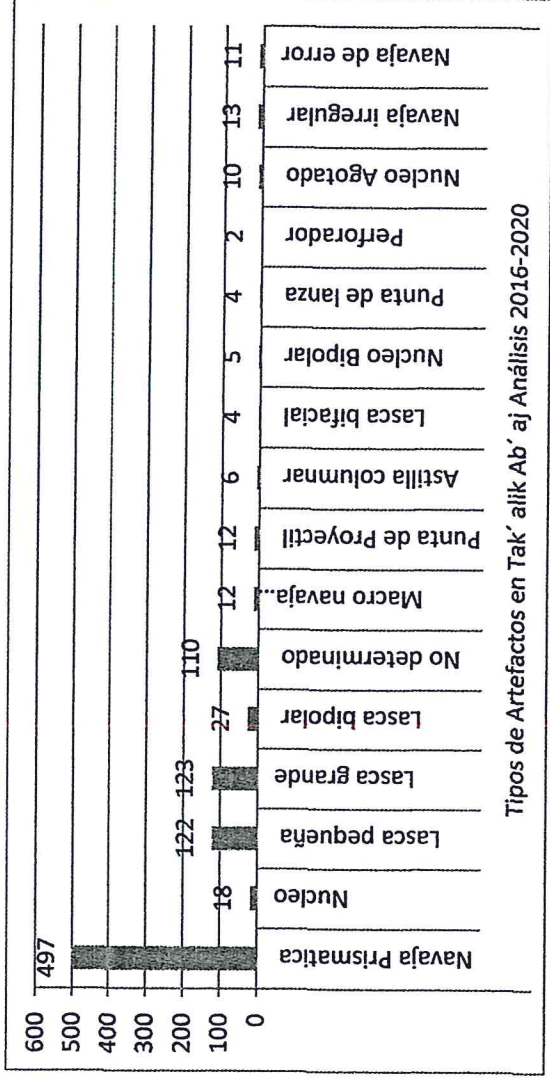 600
500
400
300
200
100
0
497
18
122
123
27
110
12
12
6
4
5
4
2
10
13
11
Navaja Prismatica
Nucleo
Lasca pequeña
Lasca grande
Lasca bipolar
No determinado
Macro navaja...
Punta de Proyectil
Astilla columnar
Lasca bifacial
Nucleo Bipolar
Punta de lanza
Perforador
Nucleo Agotado
Navaja irregular
Navaja de error
Tipos de Artefactos en Tak´ alik Ab´ aj Análisis 2016-2020